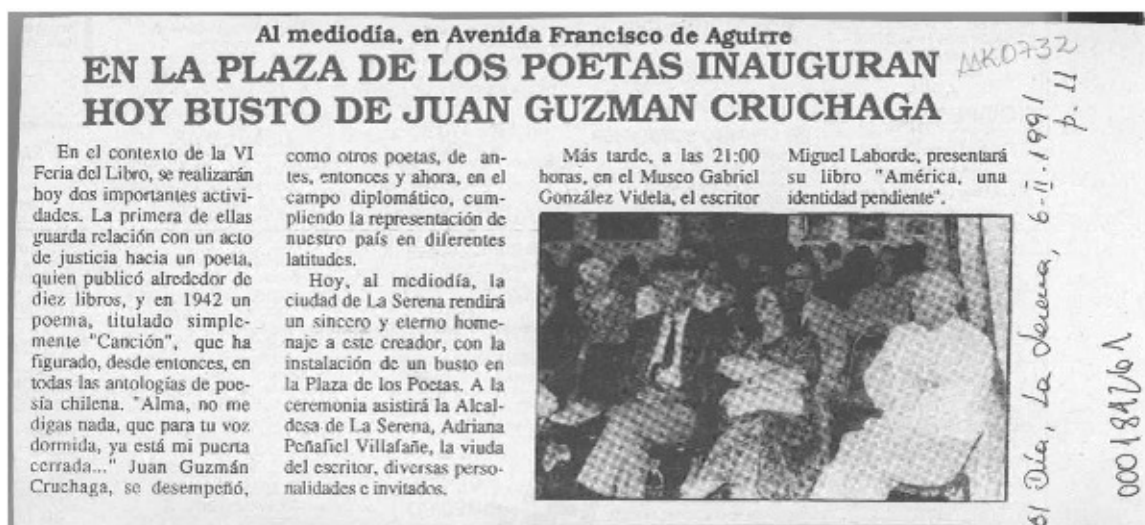 Al mediodía, en Avenida Francisco de Aguirre
EN LA PLAZA DE LOS POETAS INAUGURAN
HOY BUSTO DE JUAN GUZMAN CRUCHAGA
En el contexto de la VI
Feria del Libro, se realizarán
hoy dos importantes activi-
dades. La primera de ellas
guarda relación con un acto
de justicia hacia un poeta,
quien publicó alrededor de
diez libros, y en 1942 un
poema, titulado simple-
mente "Canción", que ha
figurado, desde entonces, en
todas las antologías de poe-
sía chilena. "Alma, no me
digas nada, que para tu voz
dormida, ya está mi puerta
cerrada..." Juan Guzmán
Cruchaga, se desempeñó,
como otros poetas, de an-
tes, entonces y ahora, en el
campo diplomático, cum-
pliendo la representación de
nuestro país en diferentes
latitudes.
Hoy, al mediodía, la
ciudad de La Serena rendirá
un sincero y eterno home-
naje a este creador, con la
instalación de un busto en
la Plaza de los Poetas. A la
ceremonia asistirá la Alcal-
desa de La Serena, Adriana
Peñafiel Villafañe, la viuda
del escritor, diversas perso-
nalidades e invitados.
Más tarde, a las 21:00
horas, en el Museo Gabriel
González Videla, el escritor
Miguel Laborde, presentará
su libro "América, una
identidad pendiente".
MK0732
El Día, La Serena, 6-II-1991
p. 11
000184261